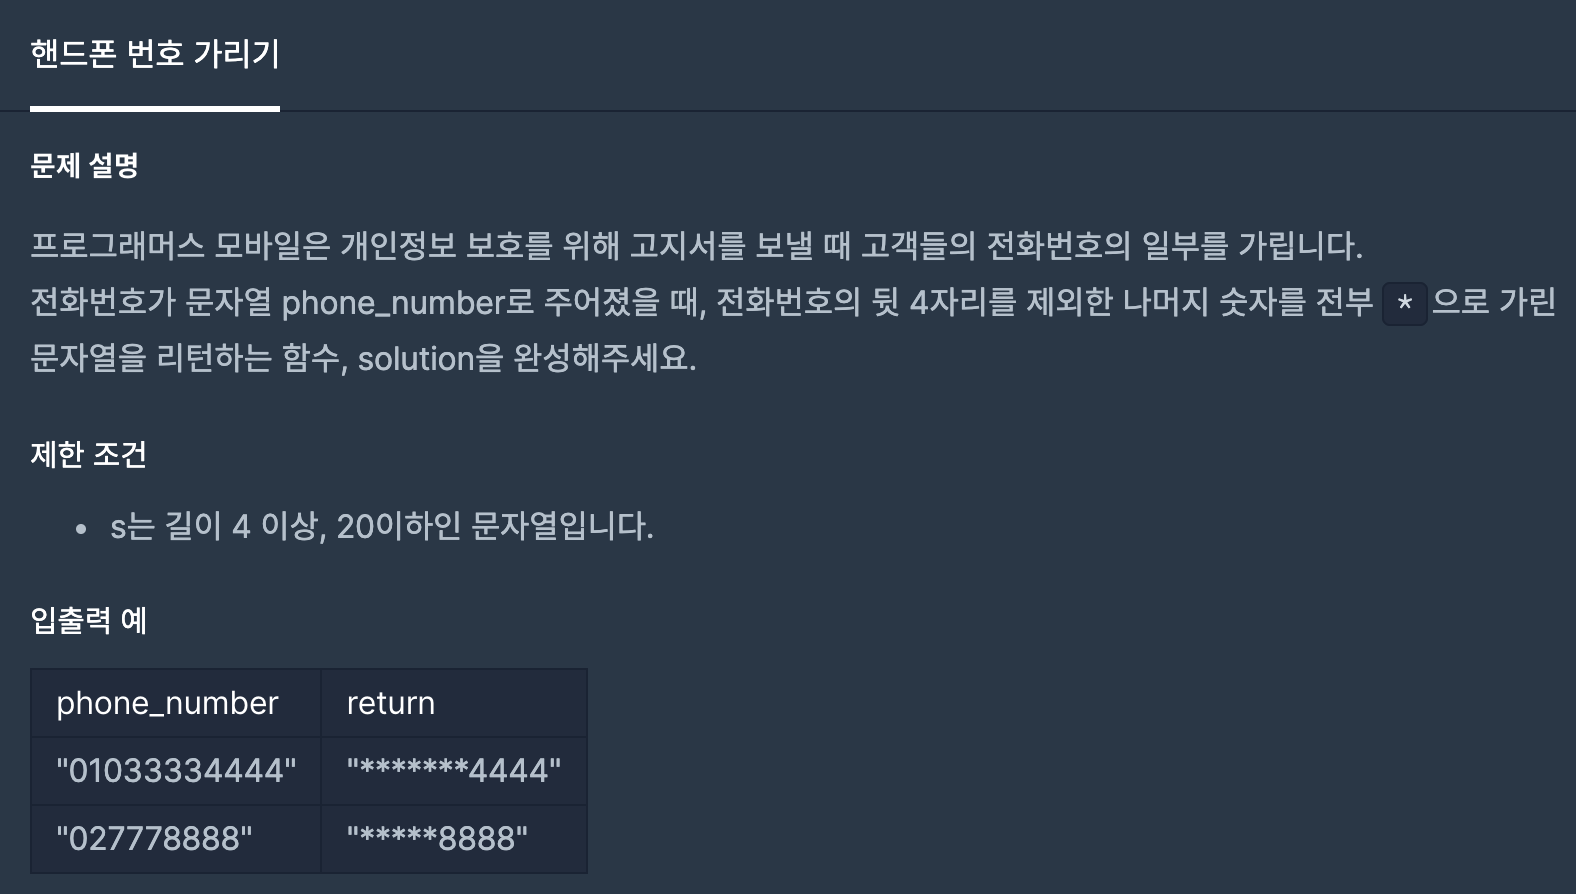 핸드폰 번호 가리기
문제 설명
프로그래머스 모바일은 개인정보 보호를 위해 고지서를 보낼 때 고객들의 전화번호의 일부를 가립니다.
전화번호가 문자열 phone_number로 주어졌을 때, 전화번호의 뒷 4자리를 제외한 나머지 숫자를 전부 * 으로 가린
문자열을 리턴하는 함수, solution을 완성해주세요.
제한 조건
• s는 길이 4 이상, 20이하인 문자열입니다.
입출력 예
phone_number return
"01033334444" "*******4444"
"027778888" "*****8888"